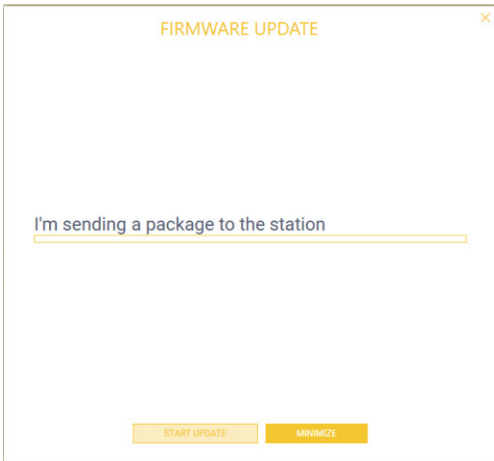 FIRMWARE UPDATE
I'm sending a package to the station
START UPDATE
MINIMIZE